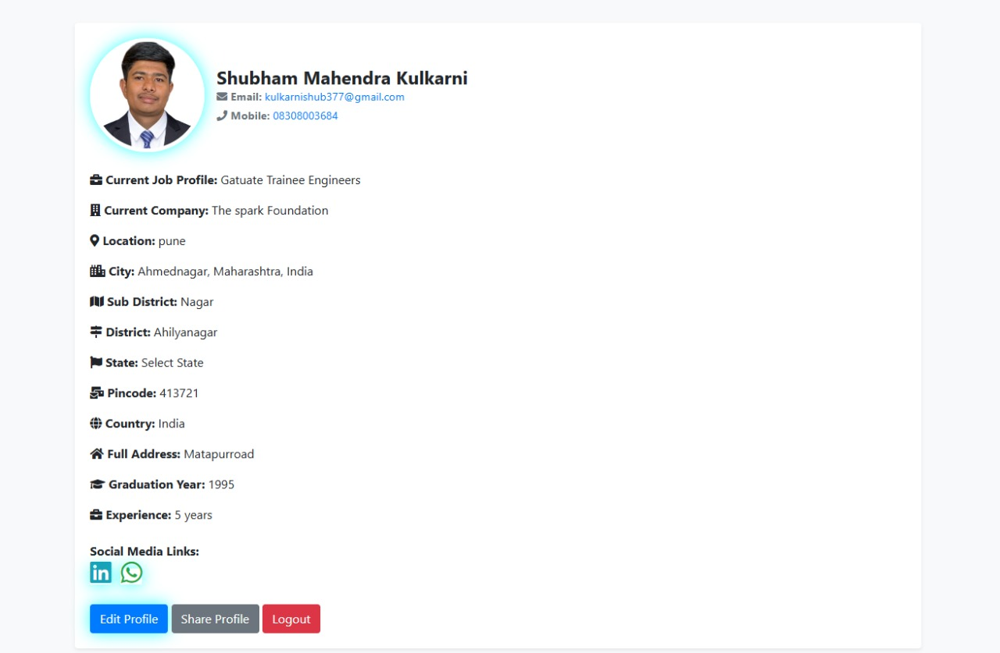 Shubham Mahendra Kulkarni
Email: kulkarnishub377@gmail.com
Mobile: 08308003684
Current Job Profile: Gatuate Trainee Engineers
Current Company: The spark Foundation
Location: pune
City: Ahmednagar, Maharashtra, India
Sub District: Nagar
District: Ahilyanagar
State: Select State
Pincode: 413721
Country: India
Full Address: Matapurroad
Graduation Year: 1995
Experience: 5 years
Social Media Links:
in
Edit Profile Share Profile Logout